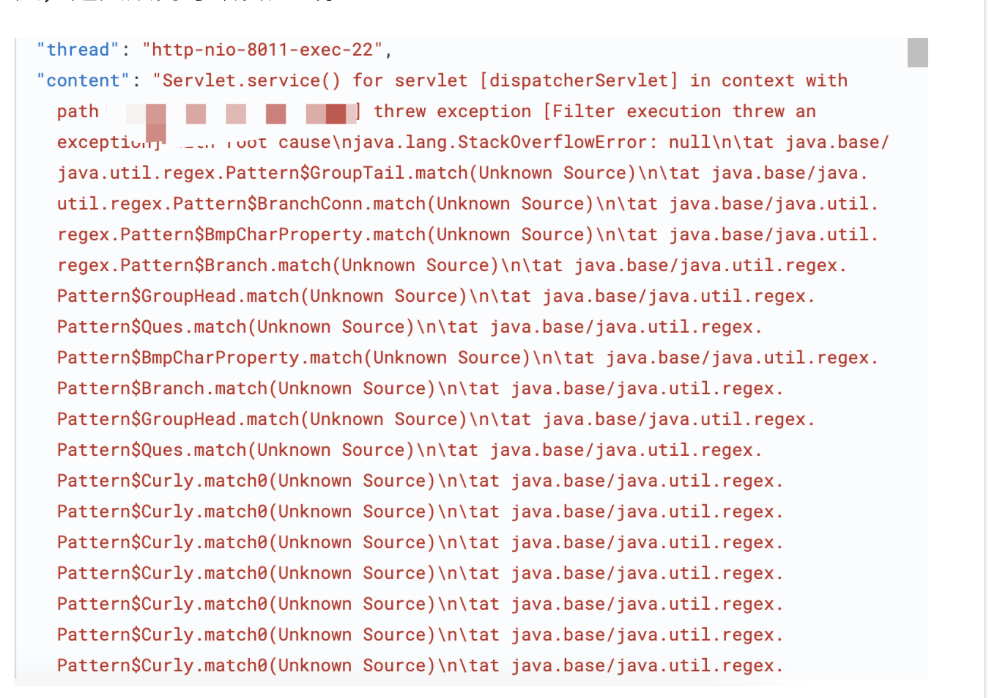 "thread": "http-nio-8011-exec-22",
"content": "Servlet.service() for servlet [dispatcherServlet] in context with
path ] threw exception [Filter execution threw an
exception] with root cause\njava.lang.StackOverflowError: null\n\tat java.base/
java.util.regex.Pattern$GroupTail.match(Unknown Source)\n\tat java.base/java.
util.regex.Pattern$BranchConn.match(Unknown Source)\n\tat java.base/java.util.
regex.Pattern$BmpCharProperty.match(Unknown Source)\n\tat java.base/java.util.
regex.Pattern$Branch.match(Unknown Source)\n\tat java.base/java.util.regex.
Pattern$GroupHead.match(Unknown Source)\n\tat java.base/java.util.regex.
Pattern$Ques.match(Unknown Source)\n\tat java.base/java.util.regex.
Pattern$BmpCharProperty.match(Unknown Source)\n\tat java.base/java.util.regex.
Pattern$Branch.match(Unknown Source)\n\tat java.base/java.util.regex.
Pattern$GroupHead.match(Unknown Source)\n\tat java.base/java.util.regex.
Pattern$Ques.match(Unknown Source)\n\tat java.base/java.util.regex.
Pattern$Curly.match0(Unknown Source)\n\tat java.base/java.util.regex.
Pattern$Curly.match0(Unknown Source)\n\tat java.base/java.util.regex.
Pattern$Curly.match0(Unknown Source)\n\tat java.base/java.util.regex.
Pattern$Curly.match0(Unknown Source)\n\tat java.base/java.util.regex.
Pattern$Curly.match0(Unknown Source)\n\tat java.base/java.util.regex.
Pattern$Curly.match0(Unknown Source)\n\tat java.base/java.util.regex.
Pattern$Curly.match0(Unknown Source)\n\tat java.base/java.util.regex.